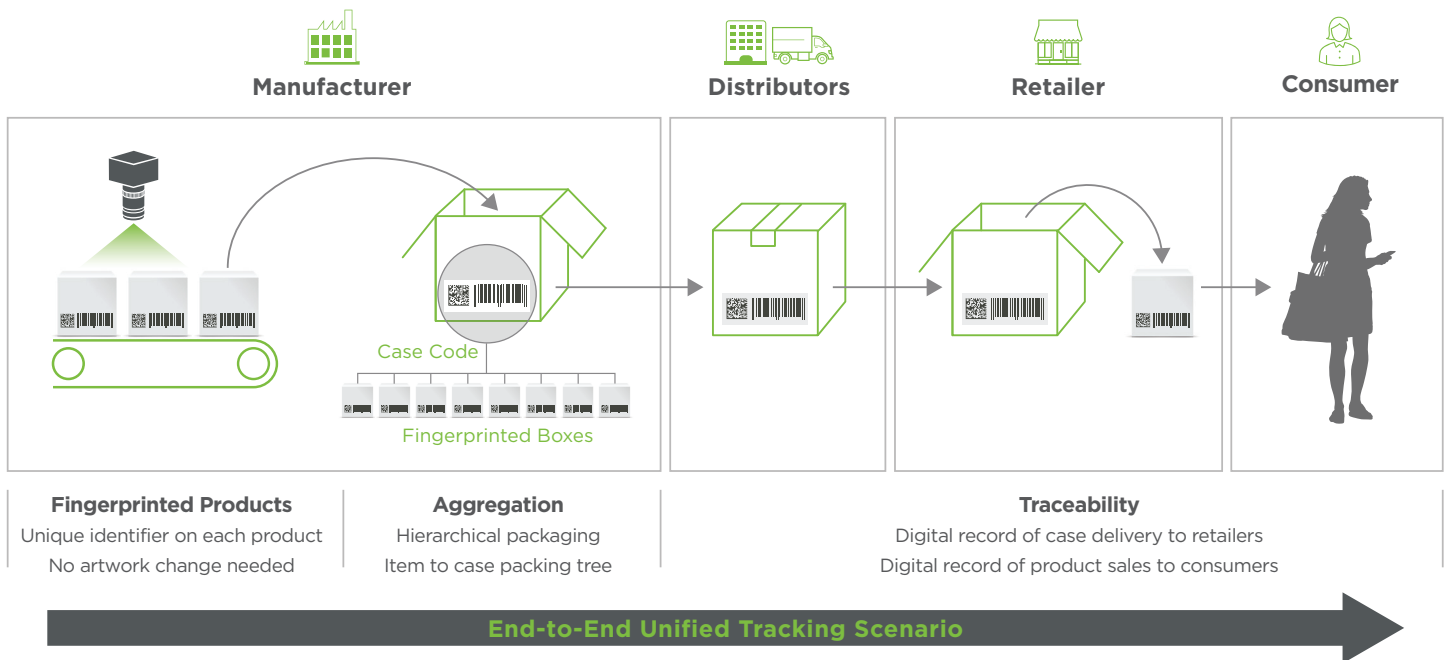 Manufacturer
Distributors
Retailer
Consumer
Case Code
Fingerprinted Boxes
Fingerprinted Products
Unique identifier on each product
No artwork change needed
Aggregation
Hierarchical packaging
Item to case packing tree
Traceability
Digital record of case delivery to retailers
Digital record of product sales to consumers
End-to-End Unified Tracking Scenario